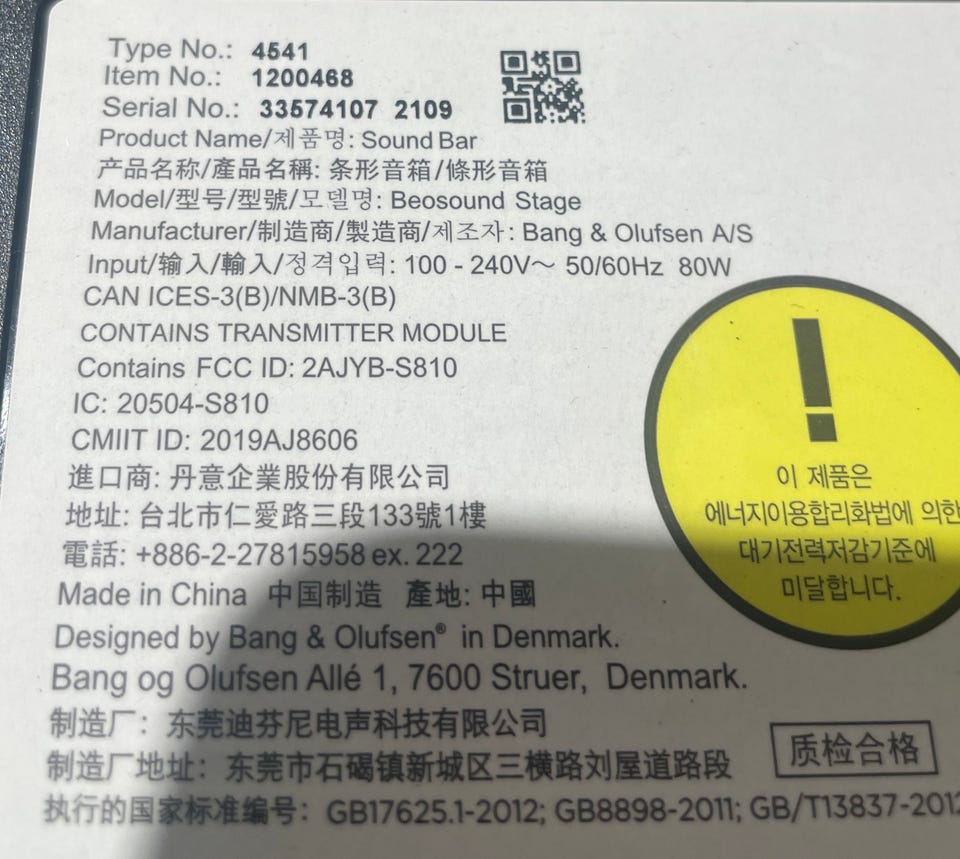 Type No.: 4541
Item No.: 1200468
Serial No.: 33574107 2109
Product Name/제품명: Sound Bar
产品名称/產品名稱: 条形音箱/條形音箱
Model/型号/型號/모델명: Beosound Stage
Manufacturer/制造商/製造商/제조자: Bang & Olufsen A/S
Input/输入/輸入/정격입력: 100 - 240V～ 50/60Hz 80W
CAN ICES-3(B)/NMB-3(B)
CONTAINS TRANSMITTER MODULE
Contains FCC ID: 2AJYB-S810
IC: 20504-S810
CMIIT ID: 2019AJ8606
進口商: 丹意企業股份有限公司
地址: 台北市仁愛路三段133號1樓
電話: +886-2-27815958 ex. 222
Made in China 中国制造 產地: 中國
Designed by Bang & Olufsen® in Denmark.
Bang og Olufsen Allé 1, 7600 Struer, Denmark.
制造厂：东莞迪芬尼电声科技有限公司
制造厂地址：东莞市石碣镇新城区三横路刘屋道路段
执行的国家标准编号：GB17625.1-2012; GB8898-2011; GB/T13837-2012
!
이 제품은
에너지이용합리화법에 의한
대기전력저감기준에
미달합니다.
质检合格